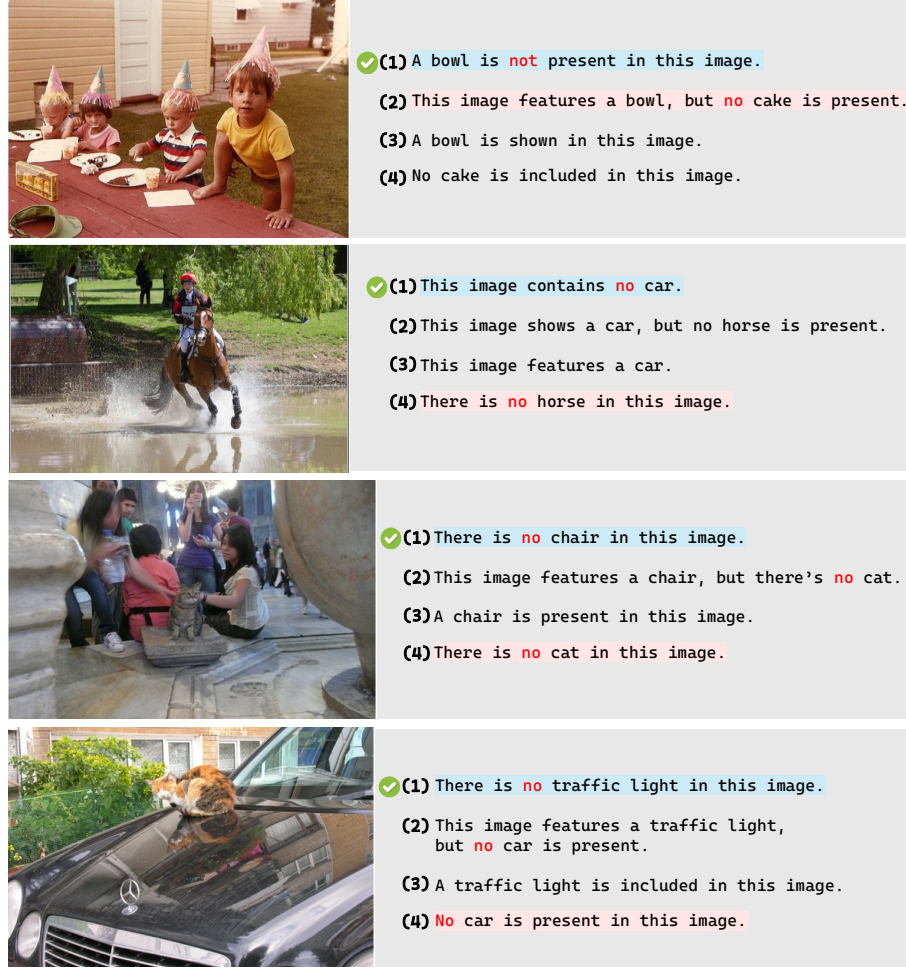 (1) A bowl is not present in this image.
(2) This image features a bowl, but no cake is present.
(3) A bowl is shown in this image.
(4) No cake is included in this image.
(1) This image contains no car.
(2) This image shows a car, but no horse is present.
(3) This image features a car.
(4) There is no horse in this image.
(1) There is no chair in this image.
(2) This image features a chair, but there's no cat.
(3) A chair is present in this image.
(4) There is no cat in this image.
(1) There is no traffic light in this image.
(2) This image features a traffic light,
but no car is present.
(3) A traffic light is included in this image.
(4) No car is present in this image.